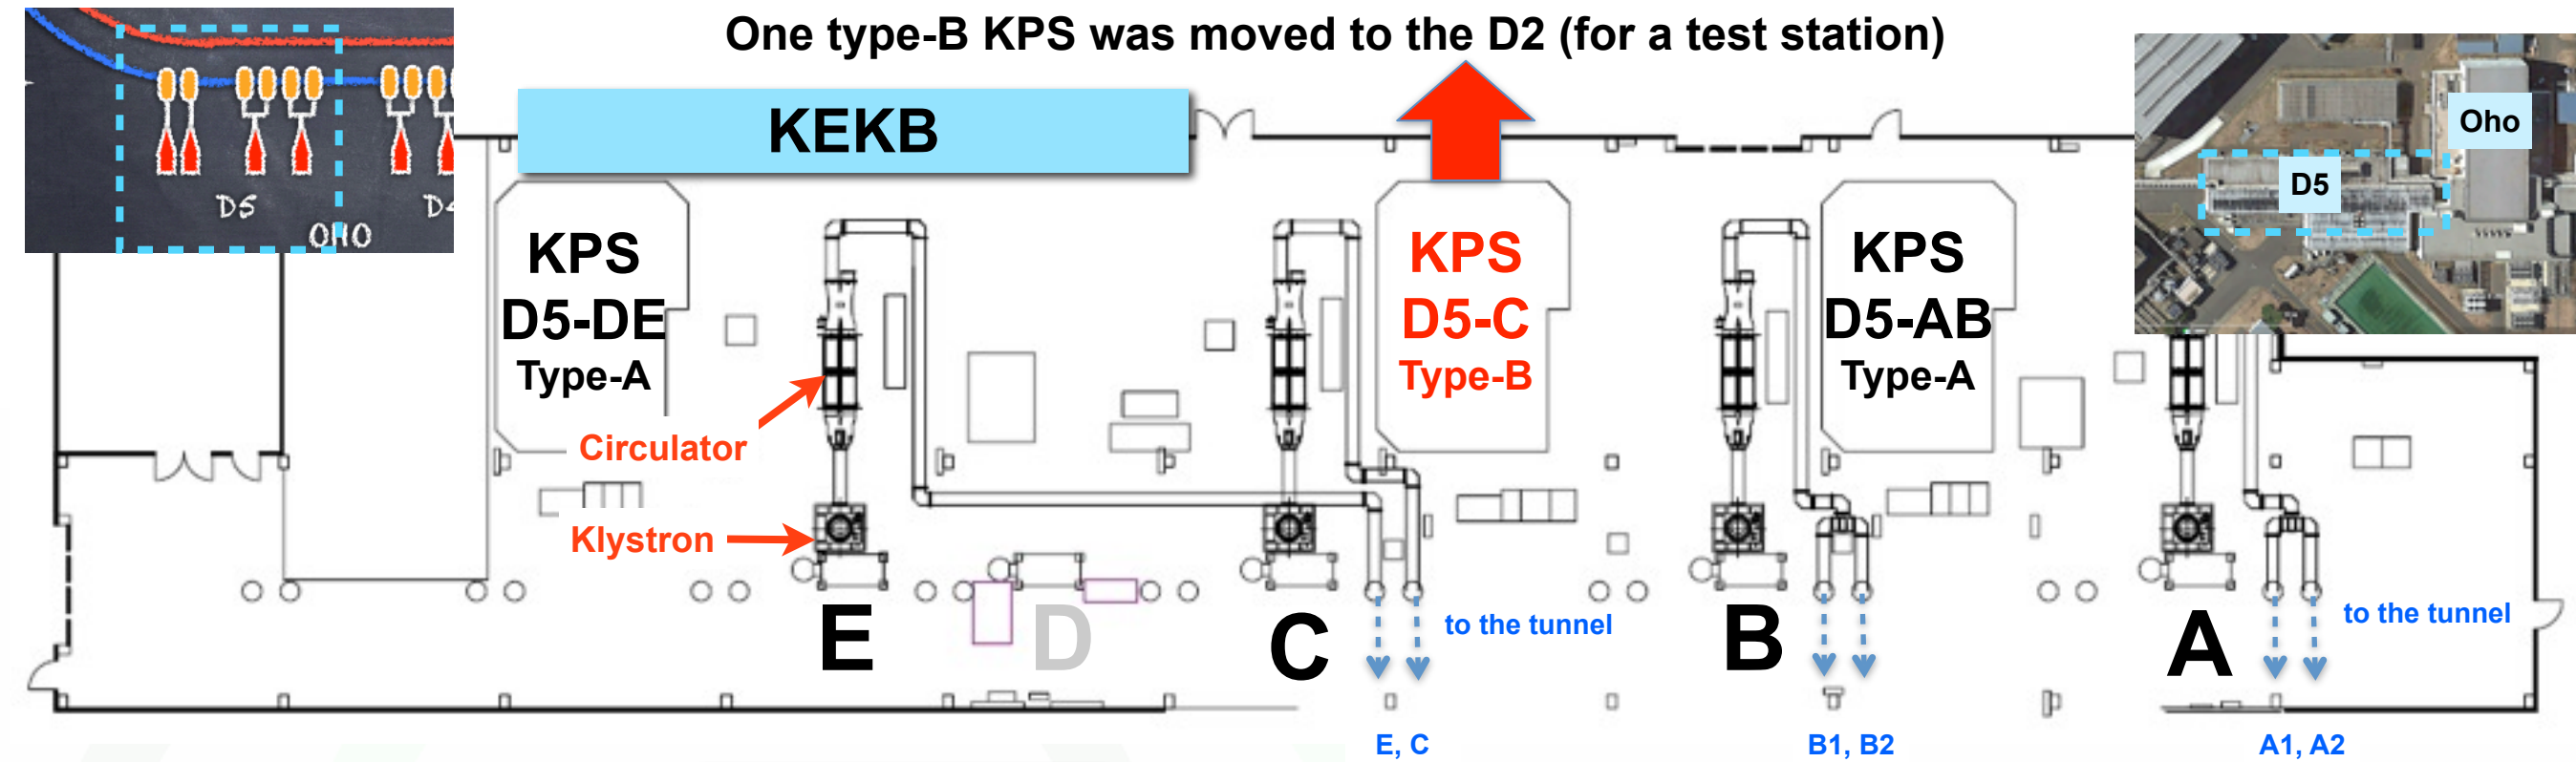 One type-B KPS was moved to the D2 (for a test station)
KEKB
D5
OHO
Oho
D5
KPS
D5-DE
Type-A
KPS
D5-C
Type-B
KPS
D5-AB
Type-A
Circulator
Klystron
E
D
C
B
A
to the tunnel
to the tunnel
E, C
B1, B2
A1, A2